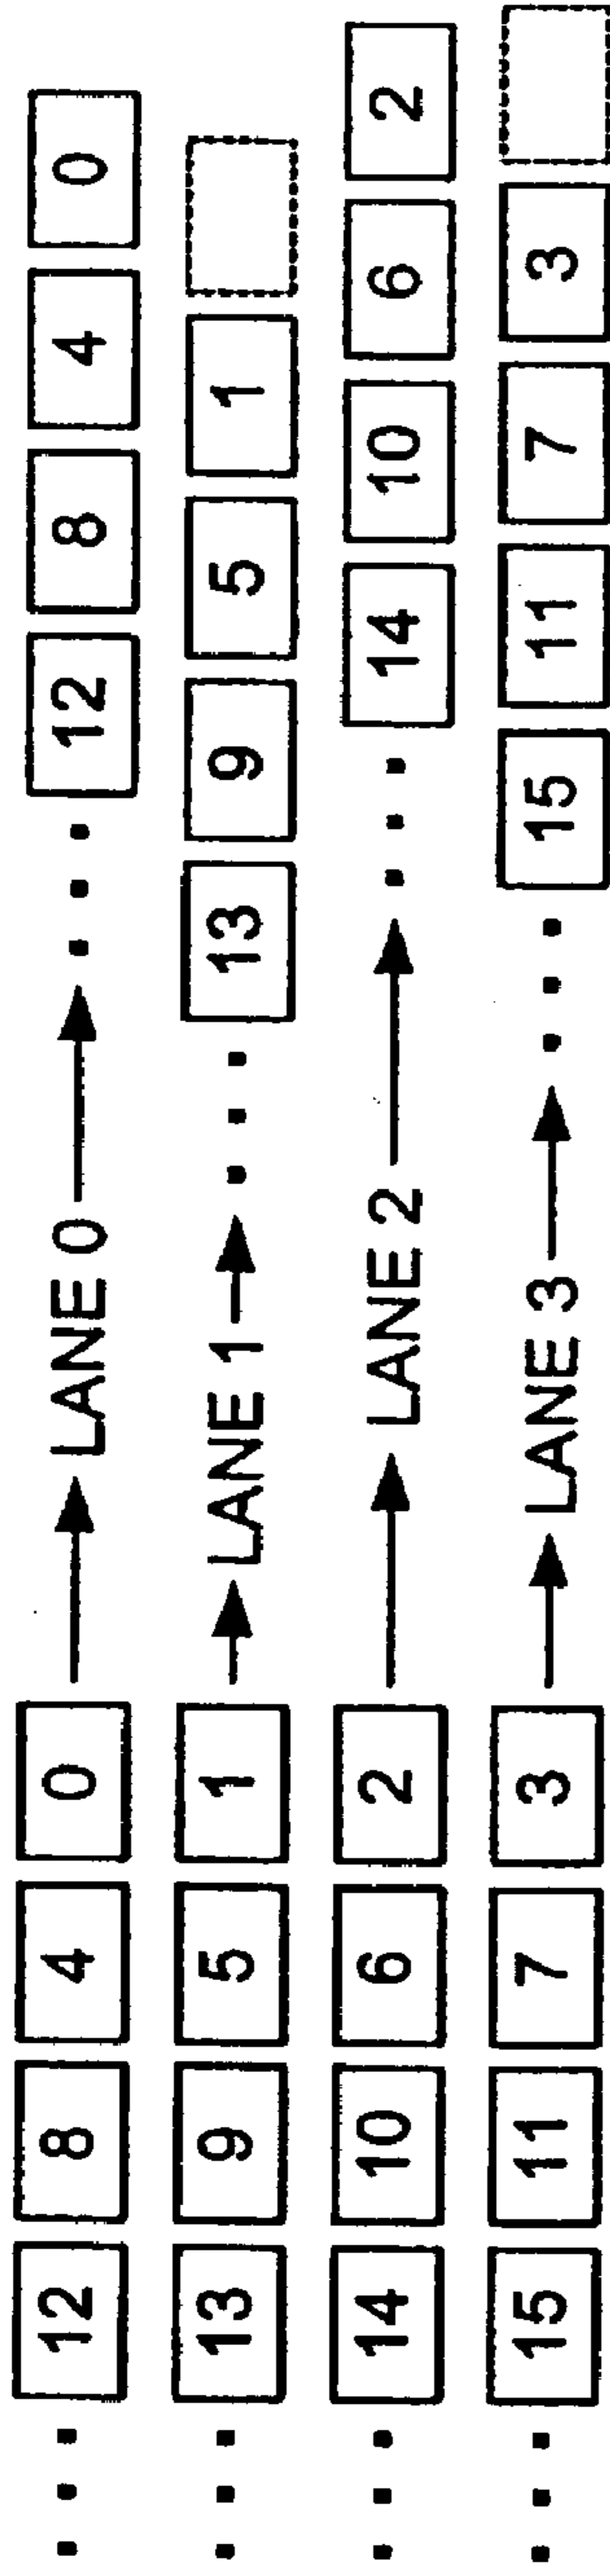 ... 12 8 4 0 → LANE 0 → ... 12 8 4 0
... 13 9 5 1 → LANE 1 → ... 13 9 5 1
... 14 10 6 2 → LANE 2 → ... 14 10 6 2
... 15 11 7 3 → LANE 3 → ... 15 11 7 3